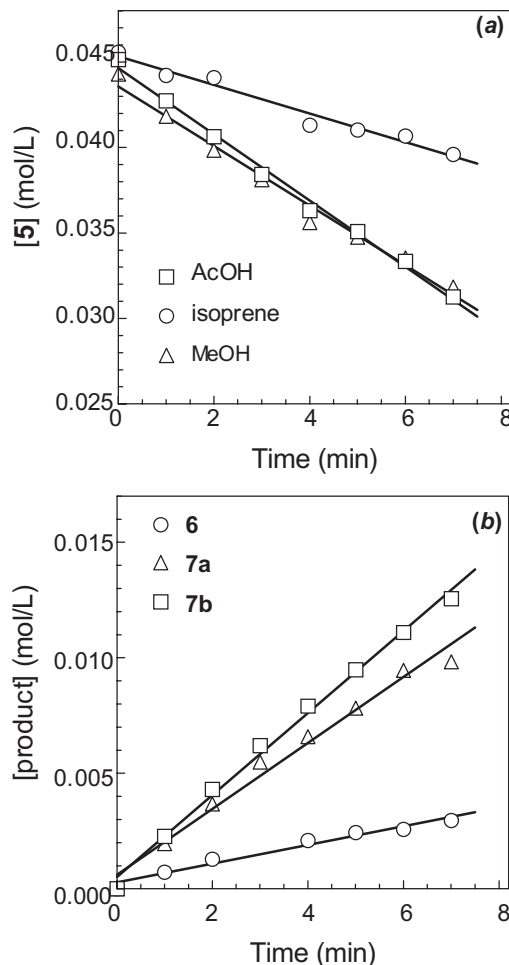 (a)
0.045
0.040
0.035
0.030
0.025
[5] (mol/L)
AcOH
isoprene
MeOH
0 2 4 6 8
Time (min)
(b)
6
7a
7b
0.015
0.010
0.005
0.000
[product] (mol/L)
0 2 4 6 8
Time (min)